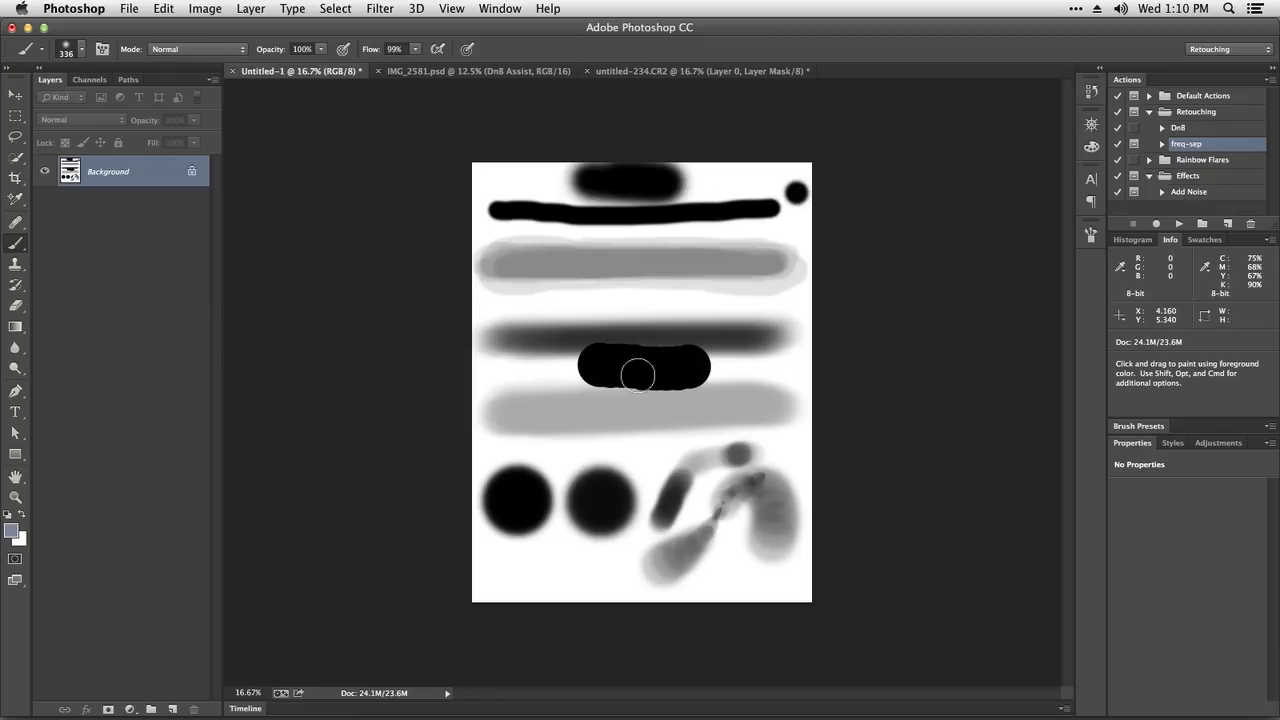 Photoshop File Edit Image Layer Type Select Filter 3D View Window Help Wed 1:10 PM
Adobe Photoshop CC
336 Mode: Normal Opacity: 100% Flow: 99% Retouching
Untitled-1 @ 16.7% (RGB/8) * IMG_2581.psd @ 12.5% (DnB Assist, RGB/16) untitled-234.CR2 @ 16.7% (Layer 0, Layer Mask/8) *
Layers Channels Paths
Kind
Normal Opacity: 100%
Lock: Fill: 100%
Background
Actions
Default Actions
Retouching
DnB
freq-sep
Rainbow Flares
Effects
Add Noise
Histogram Info Swatches
R: 0 C: 75%
G: 0 M: 68%
B: 0 Y: 67%
K: 90%
8-bit 8-bit
X: 4.160 W:
Y: 5.340 H:
Doc: 24.1M/23.6M
Click and drag to paint using foreground
color. Use Shift, Opt, and Cmd for
additional options.
Brush Presets
Properties Styles Adjustments
No Properties
16.67% Doc: 24.1M/23.6M
Timeline